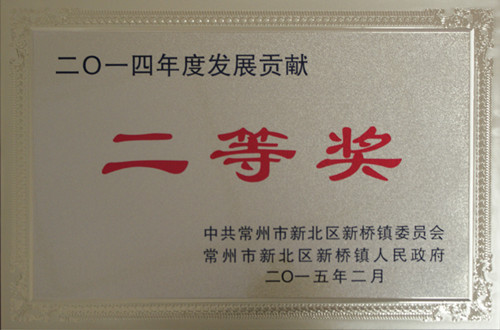 二〇一四年度发展贡献
二等奖
中共常州市新北区新桥镇委员会
常州市新北区新桥镇人民政府
二〇一五年二月